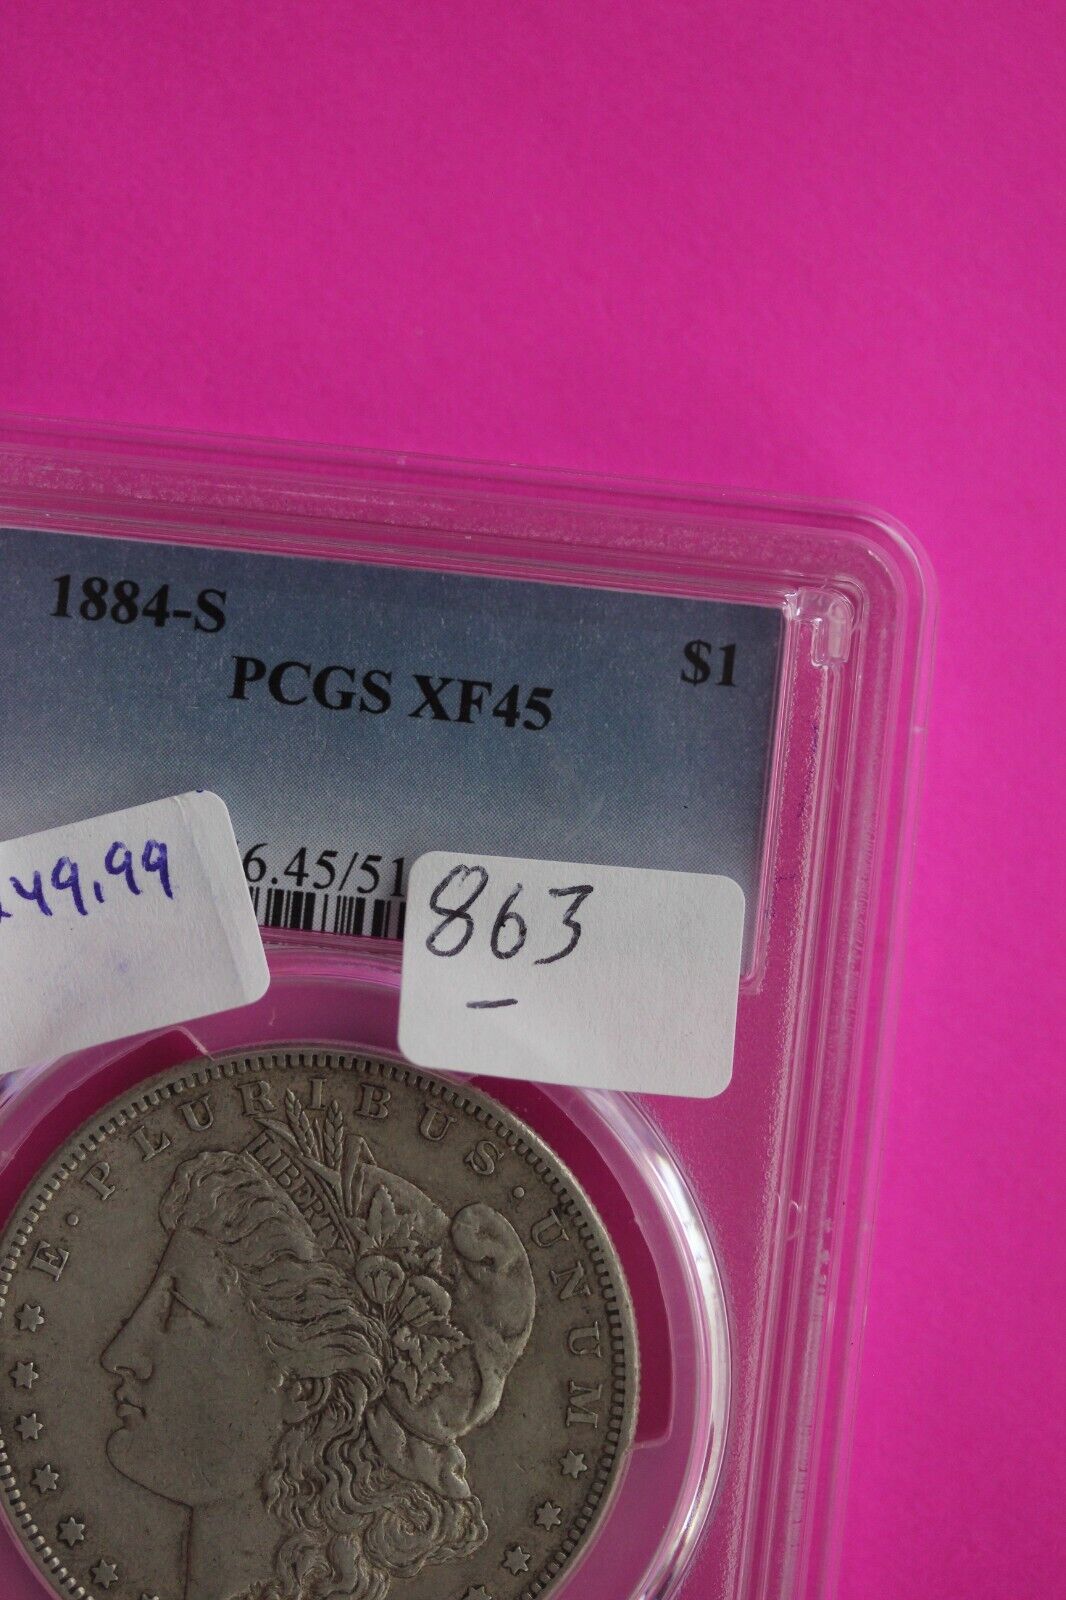 1884-S
PCGS XF45
$1
49.99
6.45/51
863
E·PLURIBUS·UNUM
LIBERTY